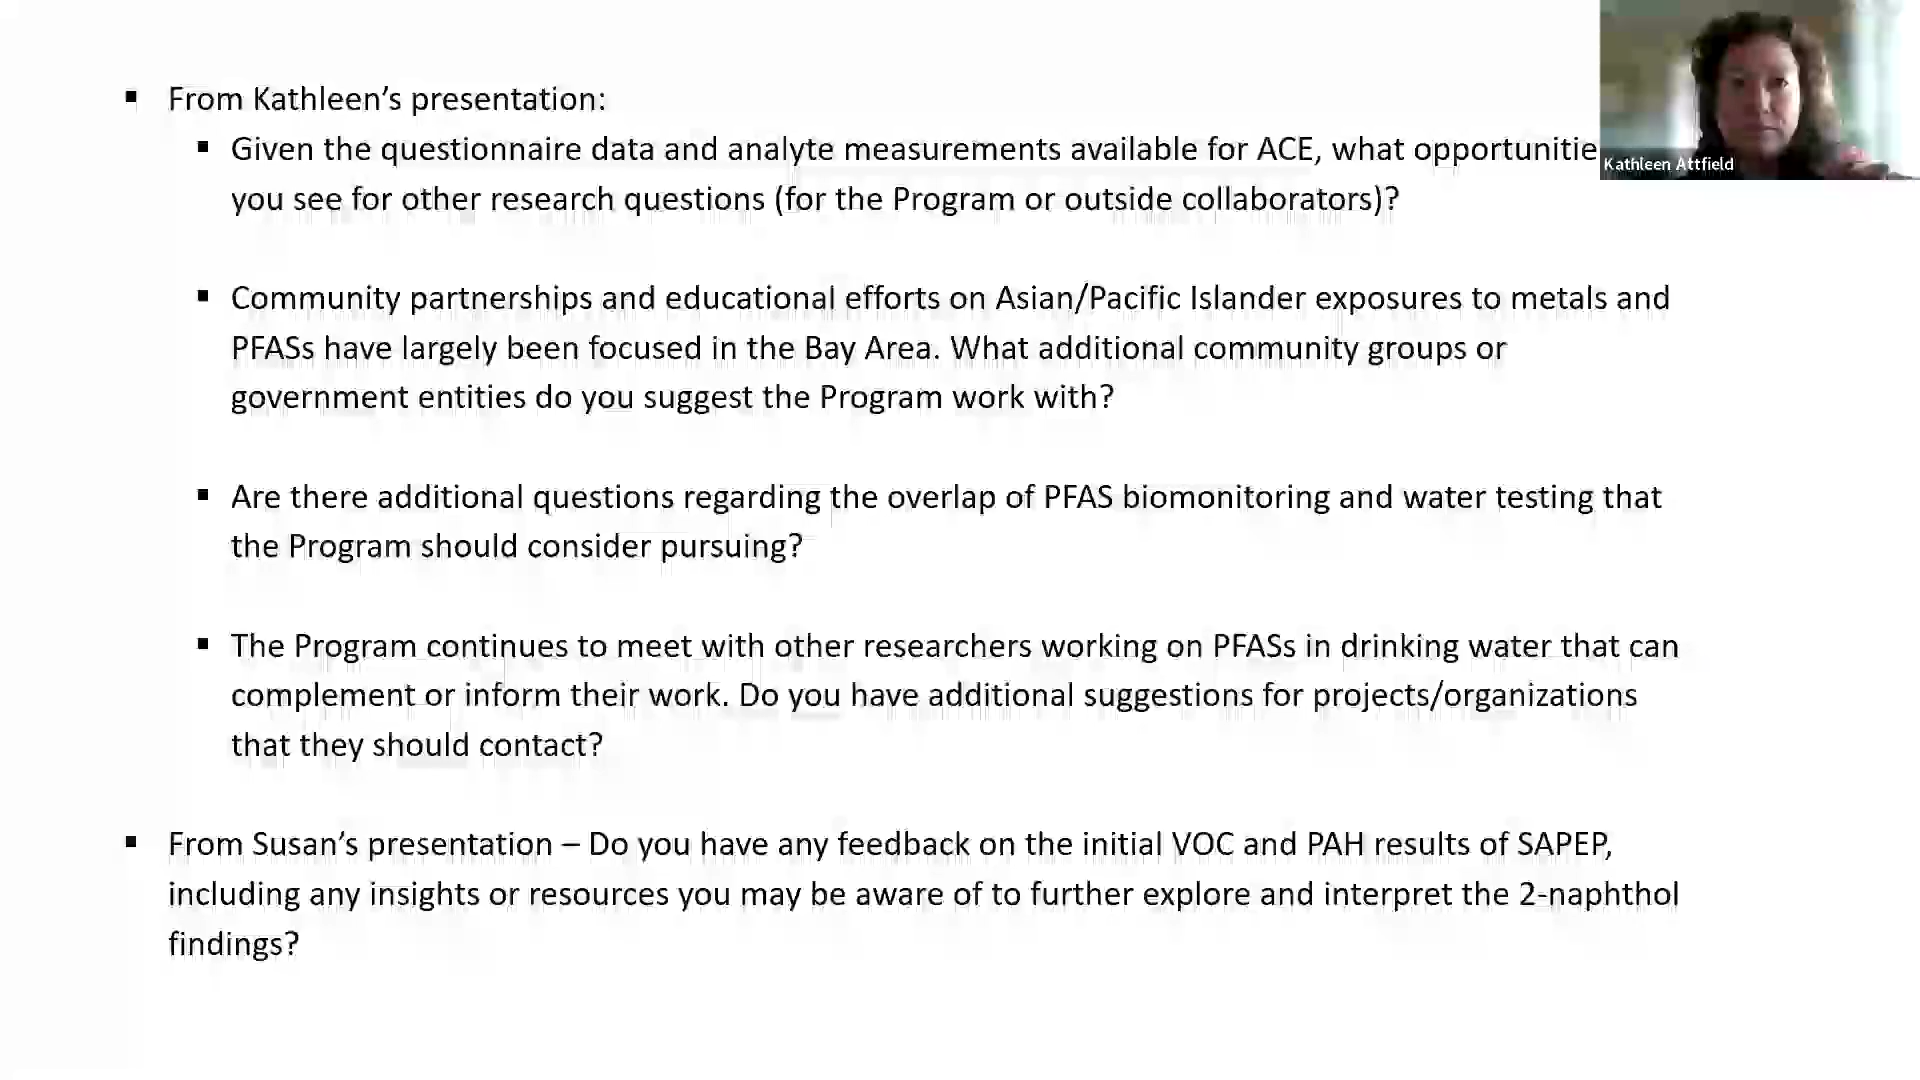 ▪ From Kathleen’s presentation:
▪ Given the questionnaire data and analyte measurements available for ACE, what opportunitie
you see for other research questions (for the Program or outside collaborators)?
▪ Community partnerships and educational efforts on Asian/Pacific Islander exposures to metals and
PFASs have largely been focused in the Bay Area. What additional community groups or
government entities do you suggest the Program work with?
▪ Are there additional questions regarding the overlap of PFAS biomonitoring and water testing that
the Program should consider pursuing?
▪ The Program continues to meet with other researchers working on PFASs in drinking water that can
complement or inform their work. Do you have additional suggestions for projects/organizations
that they should contact?
▪ From Susan’s presentation – Do you have any feedback on the initial VOC and PAH results of SAPEP,
including any insights or resources you may be aware of to further explore and interpret the 2-naphthol
findings?
Kathleen Attfield